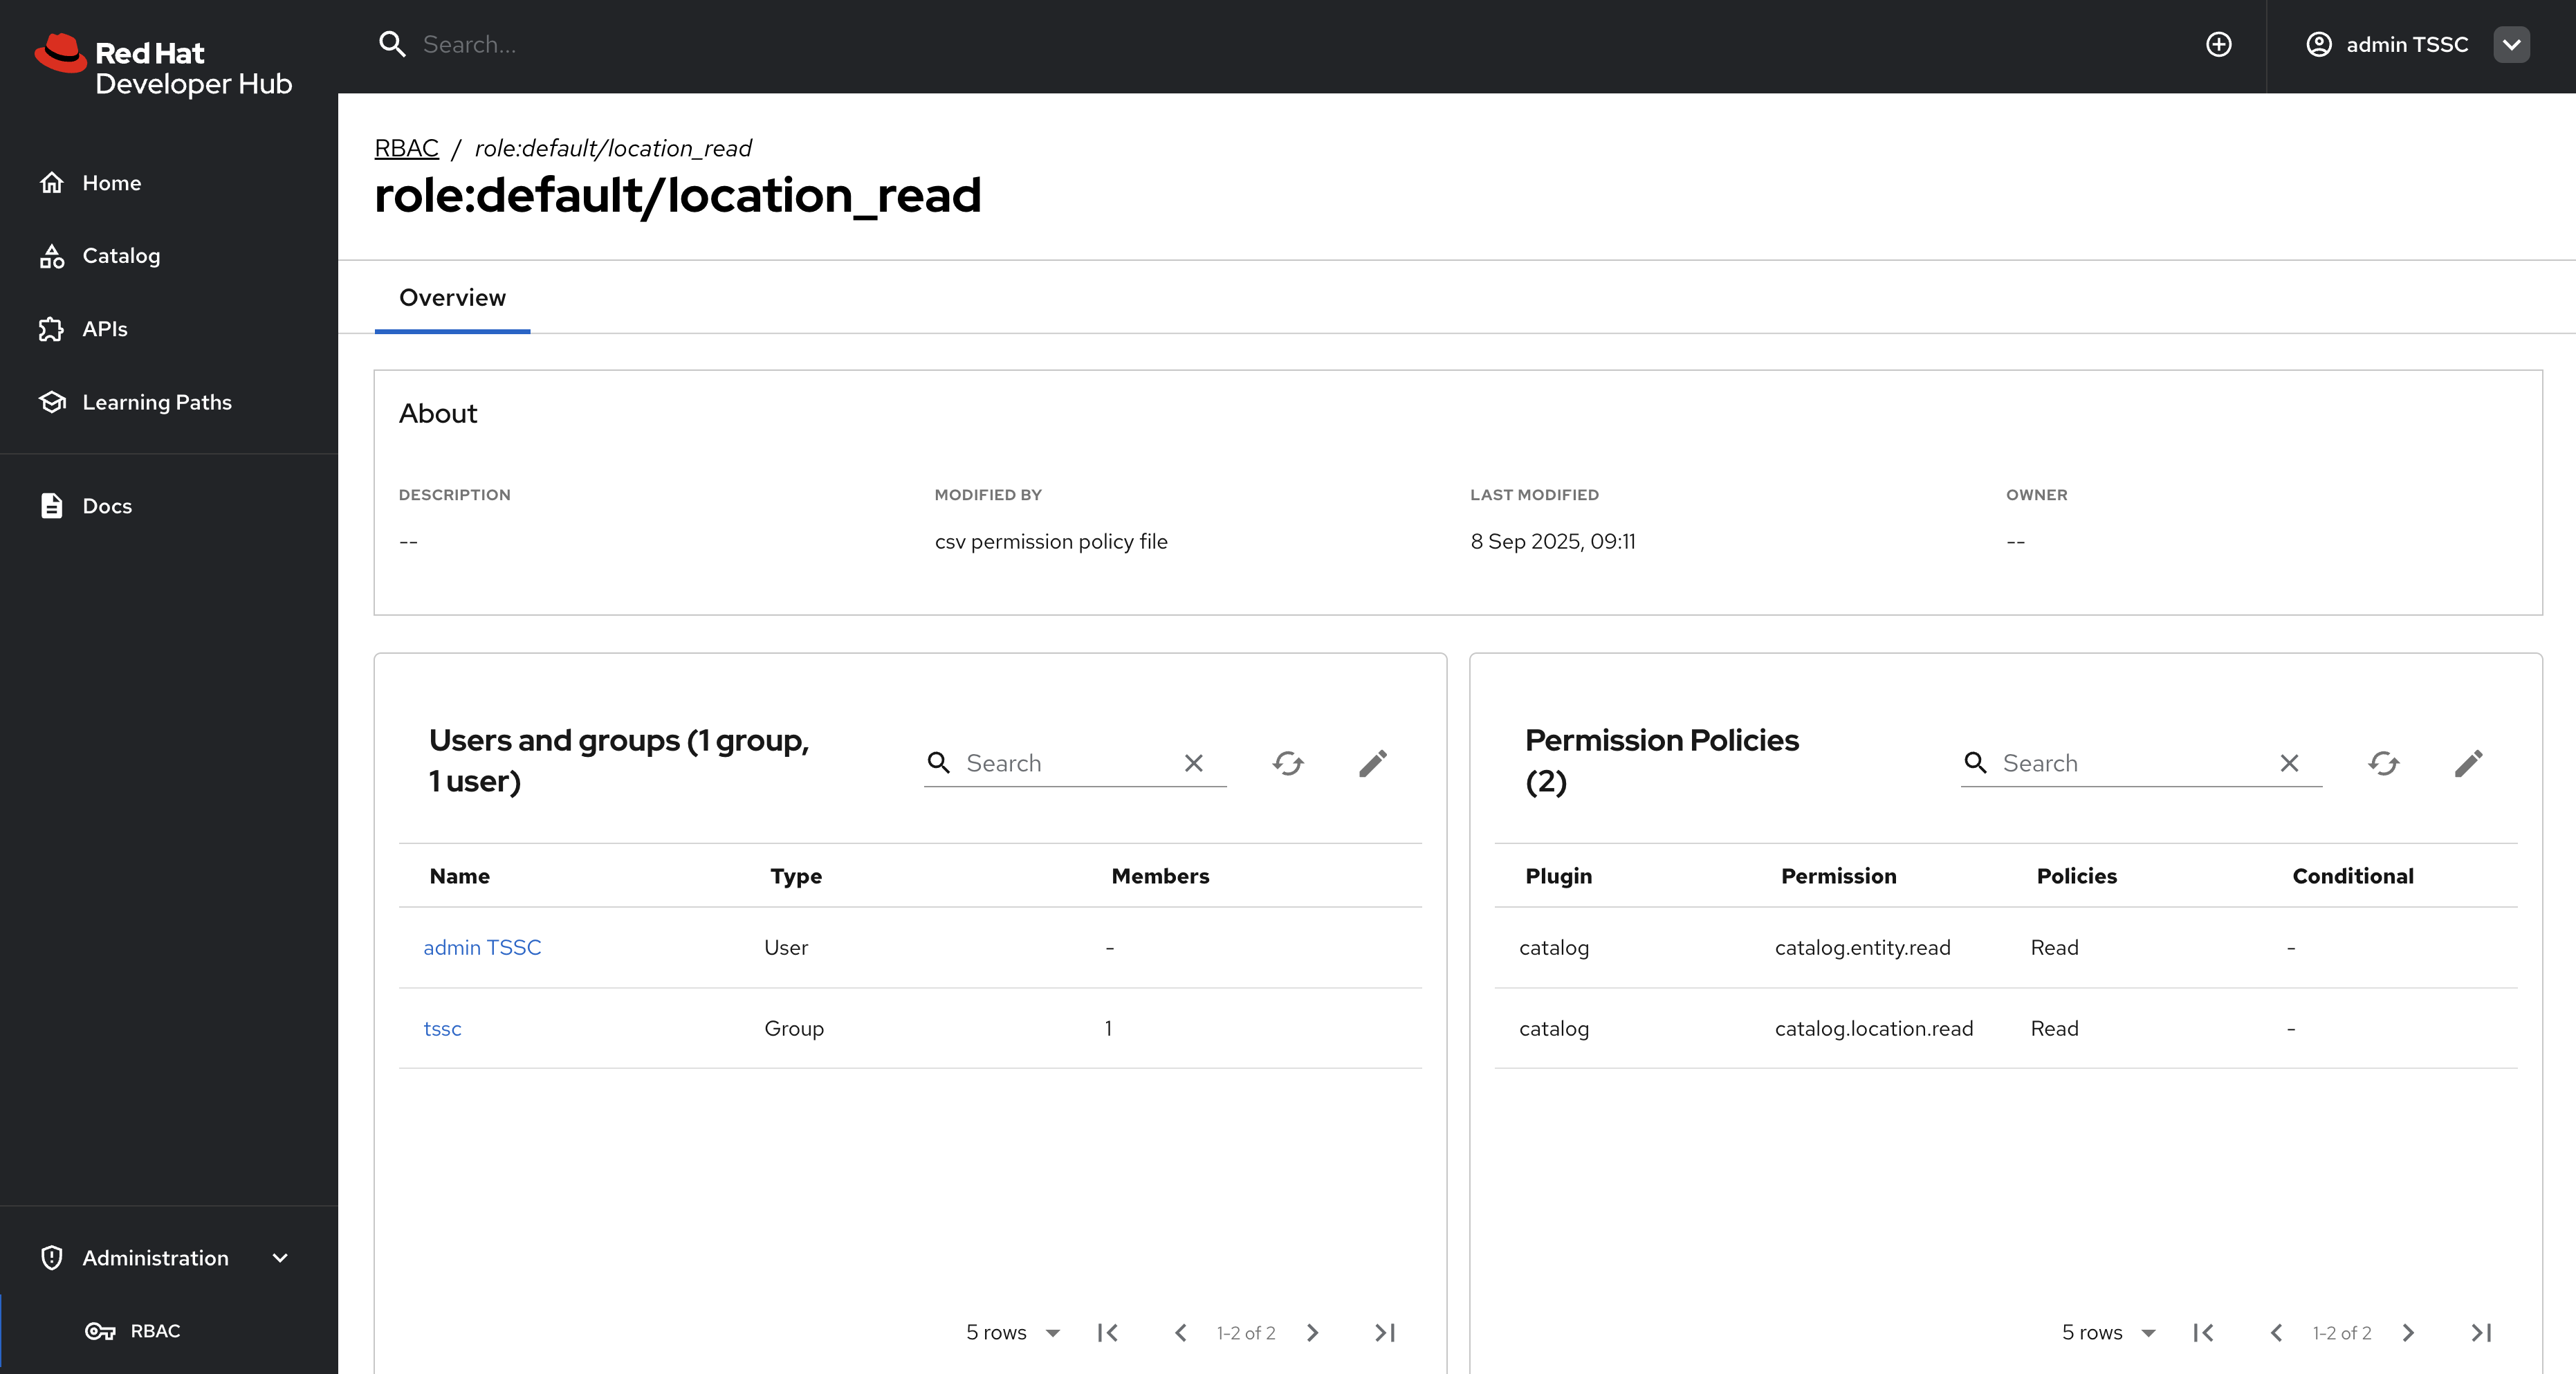 Red Hat
Developer Hub
Search...
admin TSSC
Home
Catalog
APIs
Learning Paths
Docs
Administration
RBAC
RBAC / role:default/location_read
role:default/location_read
Overview
About
DESCRIPTION
--
MODIFIED BY
csv permission policy file
LAST MODIFIED
8 Sep 2025, 09:11
OWNER
--
Users and groups (1 group,
1 user)
Search
Name Type Members
admin TSSC User -
tssc Group 1
5 rows 1-2 of 2
Permission Policies
(2)
Search
Plugin Permission Policies Conditional
catalog catalog.entity.read Read -
catalog catalog.location.read Read -
5 rows 1-2 of 2